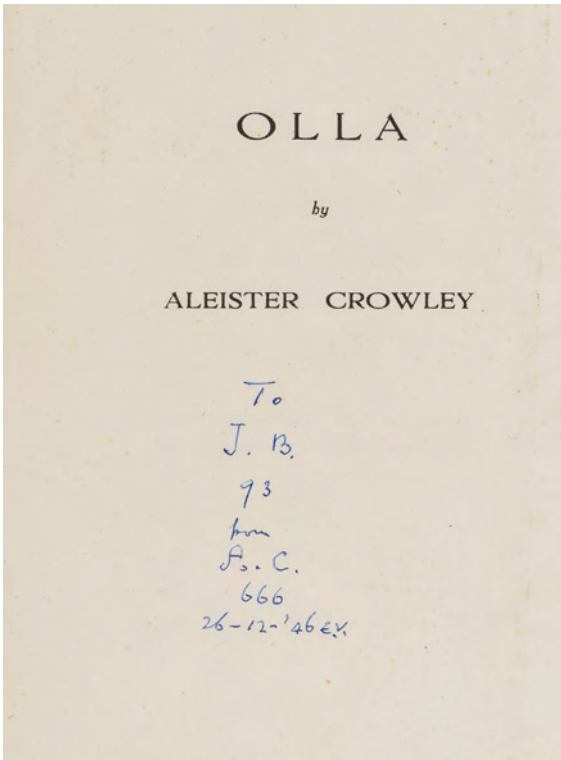 OLLA
by
ALEISTER CROWLEY
To
J. B.
93
from
A. C.
666
26-12-'46 e.v.